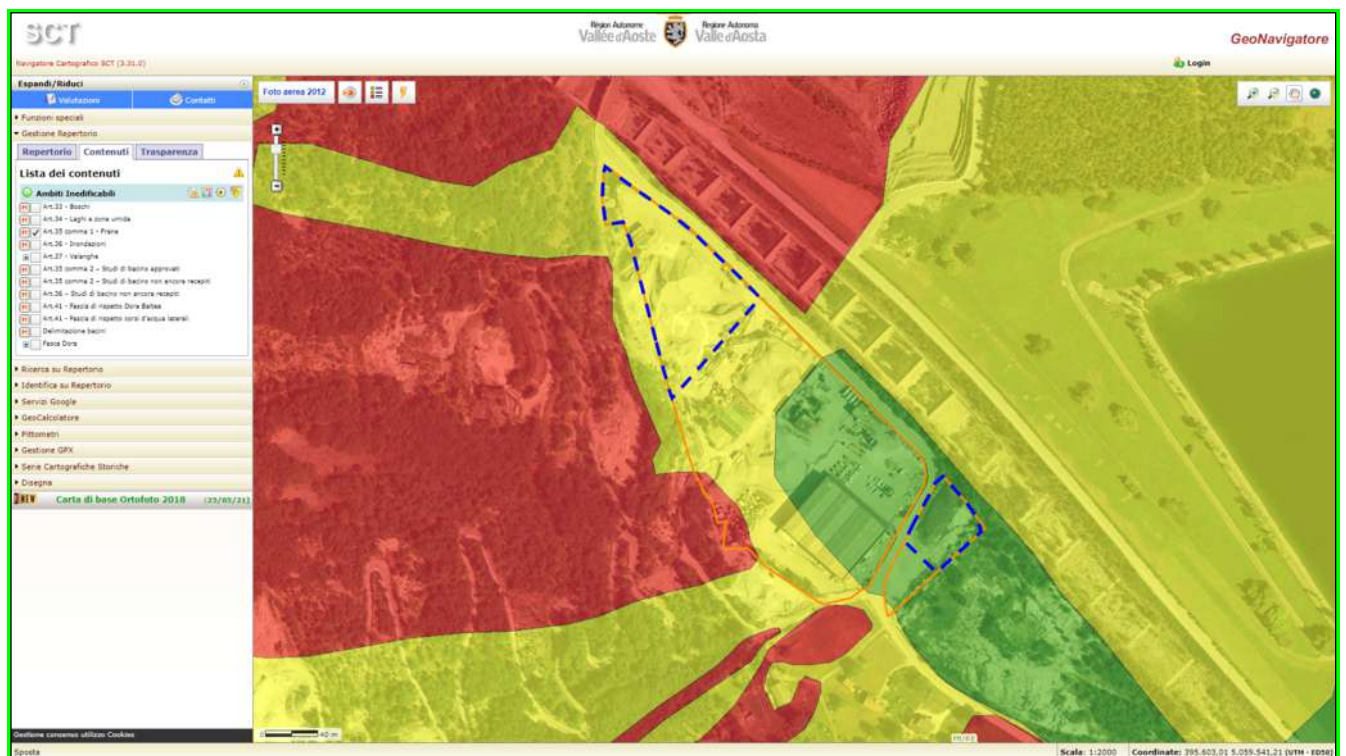 SCT
Région Autonome
Vallée d'Aoste
Regione Autonoma
Valle d'Aosta
GeoNavigatore
Navigatore Cartografico SCT (3.31.0)
Login
Espandi/Riduci
Valutazioni
Contatti
Foto aerea 2012
Funzioni speciali
Gestione Repertorio
Repertorio
Contenuti
Trasparenza
Lista dei contenuti
Ambiti Inedificabili
Art.33 - Boschi
Art.34 - Laghi e zone umide
Art.35 comma 1 - Frane
Art.36 - Inondazioni
Art.37 - Valanghe
Art.35 comma 2 - Studi di bacino approvati
Art.35 comma 2 - Studi di bacino non ancora recepiti
Art.36 - Studi di bacino non ancora recepiti
Art.41 - Fascia di rispetto Dora Baltea
Art.41 - Fascia di rispetto corsi d'acqua laterali
Delimitazione bacini
Fasce Dora
Ricerca su Repertorio
Identifica su Repertorio
Servizi Google
GeoCalcolatore
Pittometri
Gestione GPX
Serie Cartografiche Storiche
Disegna
NEW
Carta di base Ortofoto 2018
(25/05/21)
Gestione consenso utilizzo Cookies
0
40 m
Sposta
Scala: 1:2000
Coordinate: 395.603,01 5.059.541,21 (UTM - ED50)